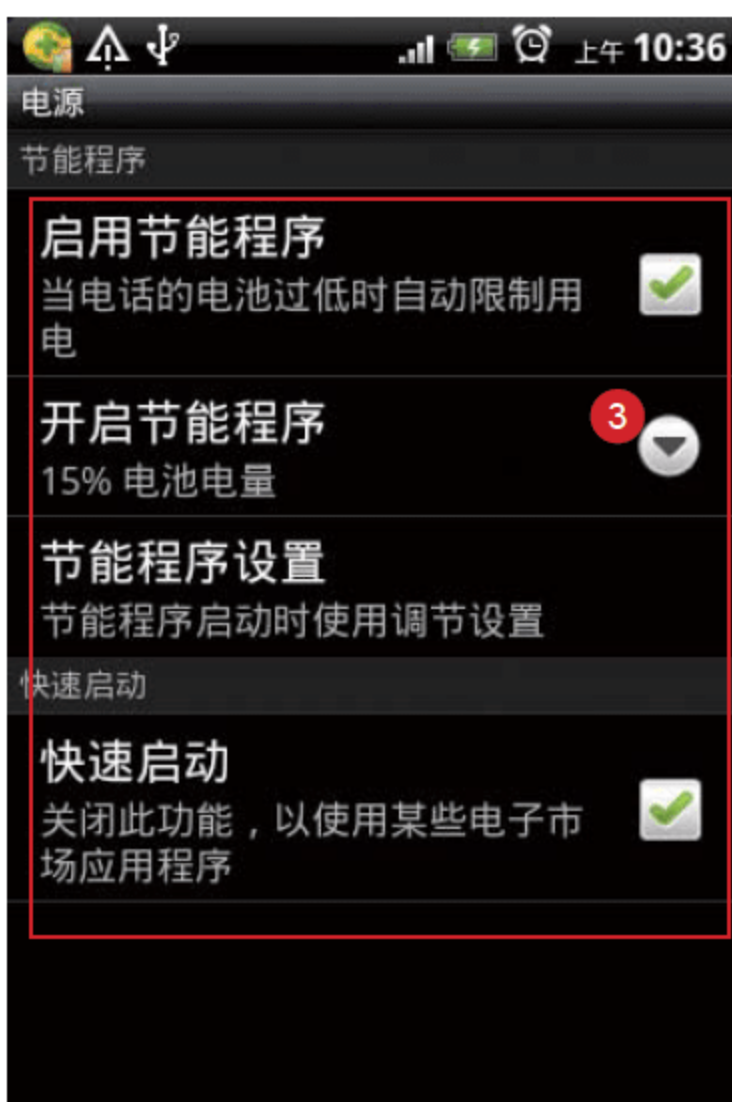 上午 10:36
电源
节能程序
启用节能程序
当电话的电池过低时自动限制用
电
开启节能程序
3
15% 电池电量
节能程序设置
节能程序启动时使用调节设置
快速启动
快速启动
关闭此功能，以使用某些电子市
场应用程序